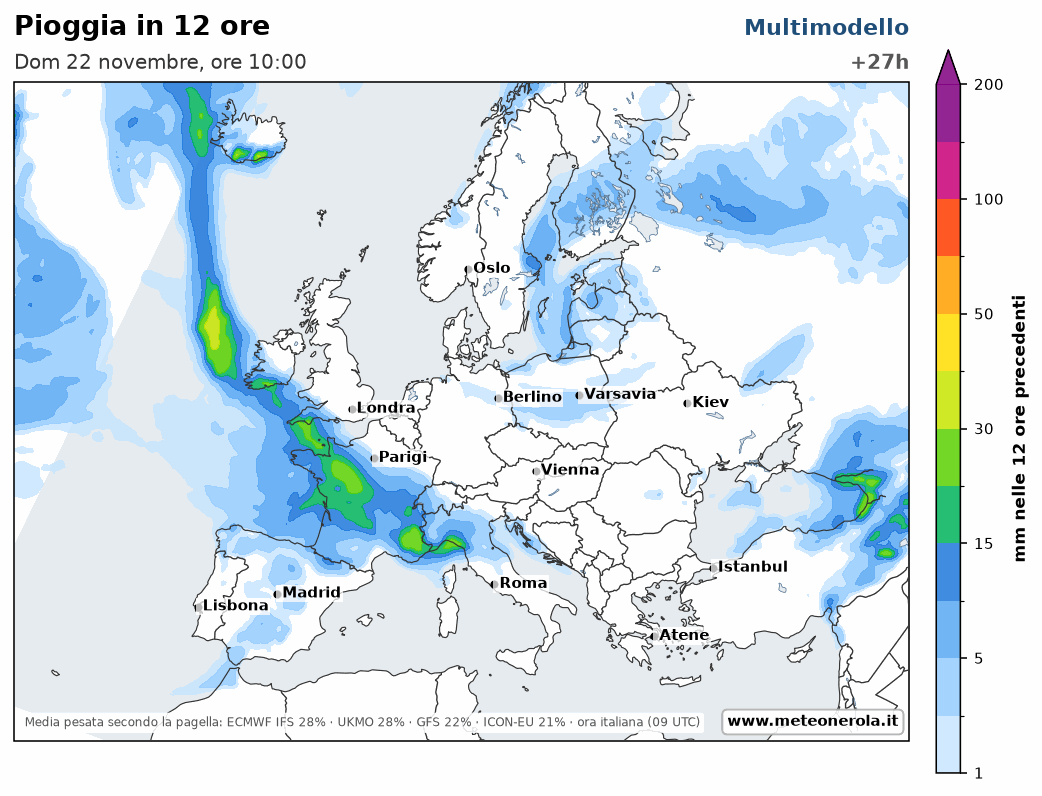 Pioggia in 12 ore
Multimodello
Dom 22 novembre, ore 10:00
+27h
Oslo
Londra
Berlino
Varsavia
Kiev
Parigi
Vienna
Istanbul
Roma
Madrid
Lisbona
Atene
Media pesata secondo la pagella: ECMWF IFS 28% · UKMO 28% · GFS 22% · ICON-EU 21% · ora italiana (09 UTC)
www.meteonerola.it
200
100
50
30
15
5
1
mm nelle 12 ore precedenti